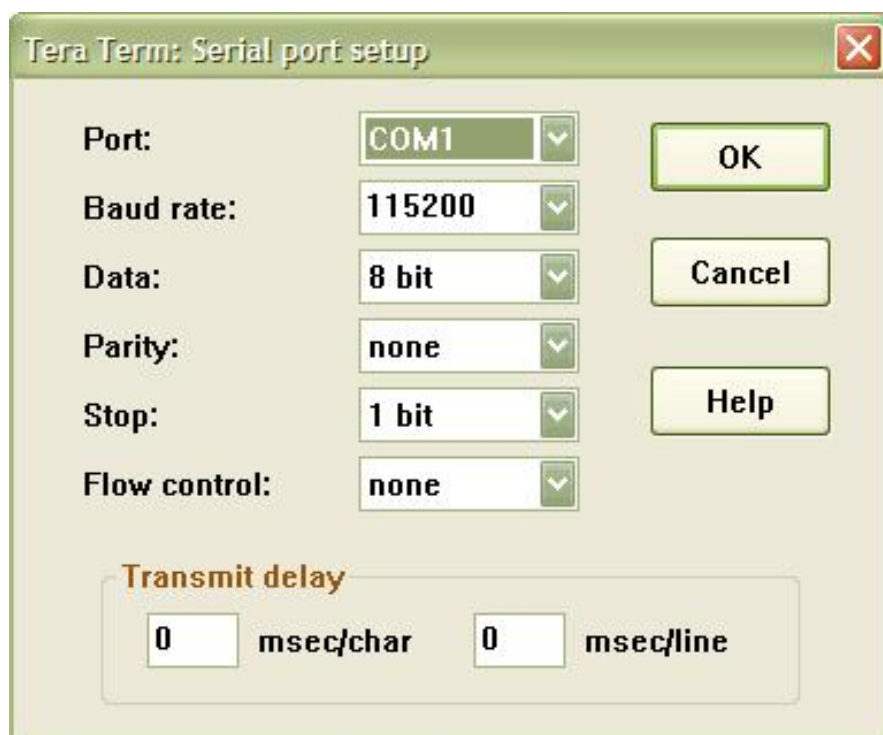 Tera Term: Serial port setup
Port: COM1
OK
Baud rate: 115200
Data: 8 bit
Cancel
Parity: none
Stop: 1 bit
Help
Flow control: none
Transmit delay
0 msec/char 0 msec/line